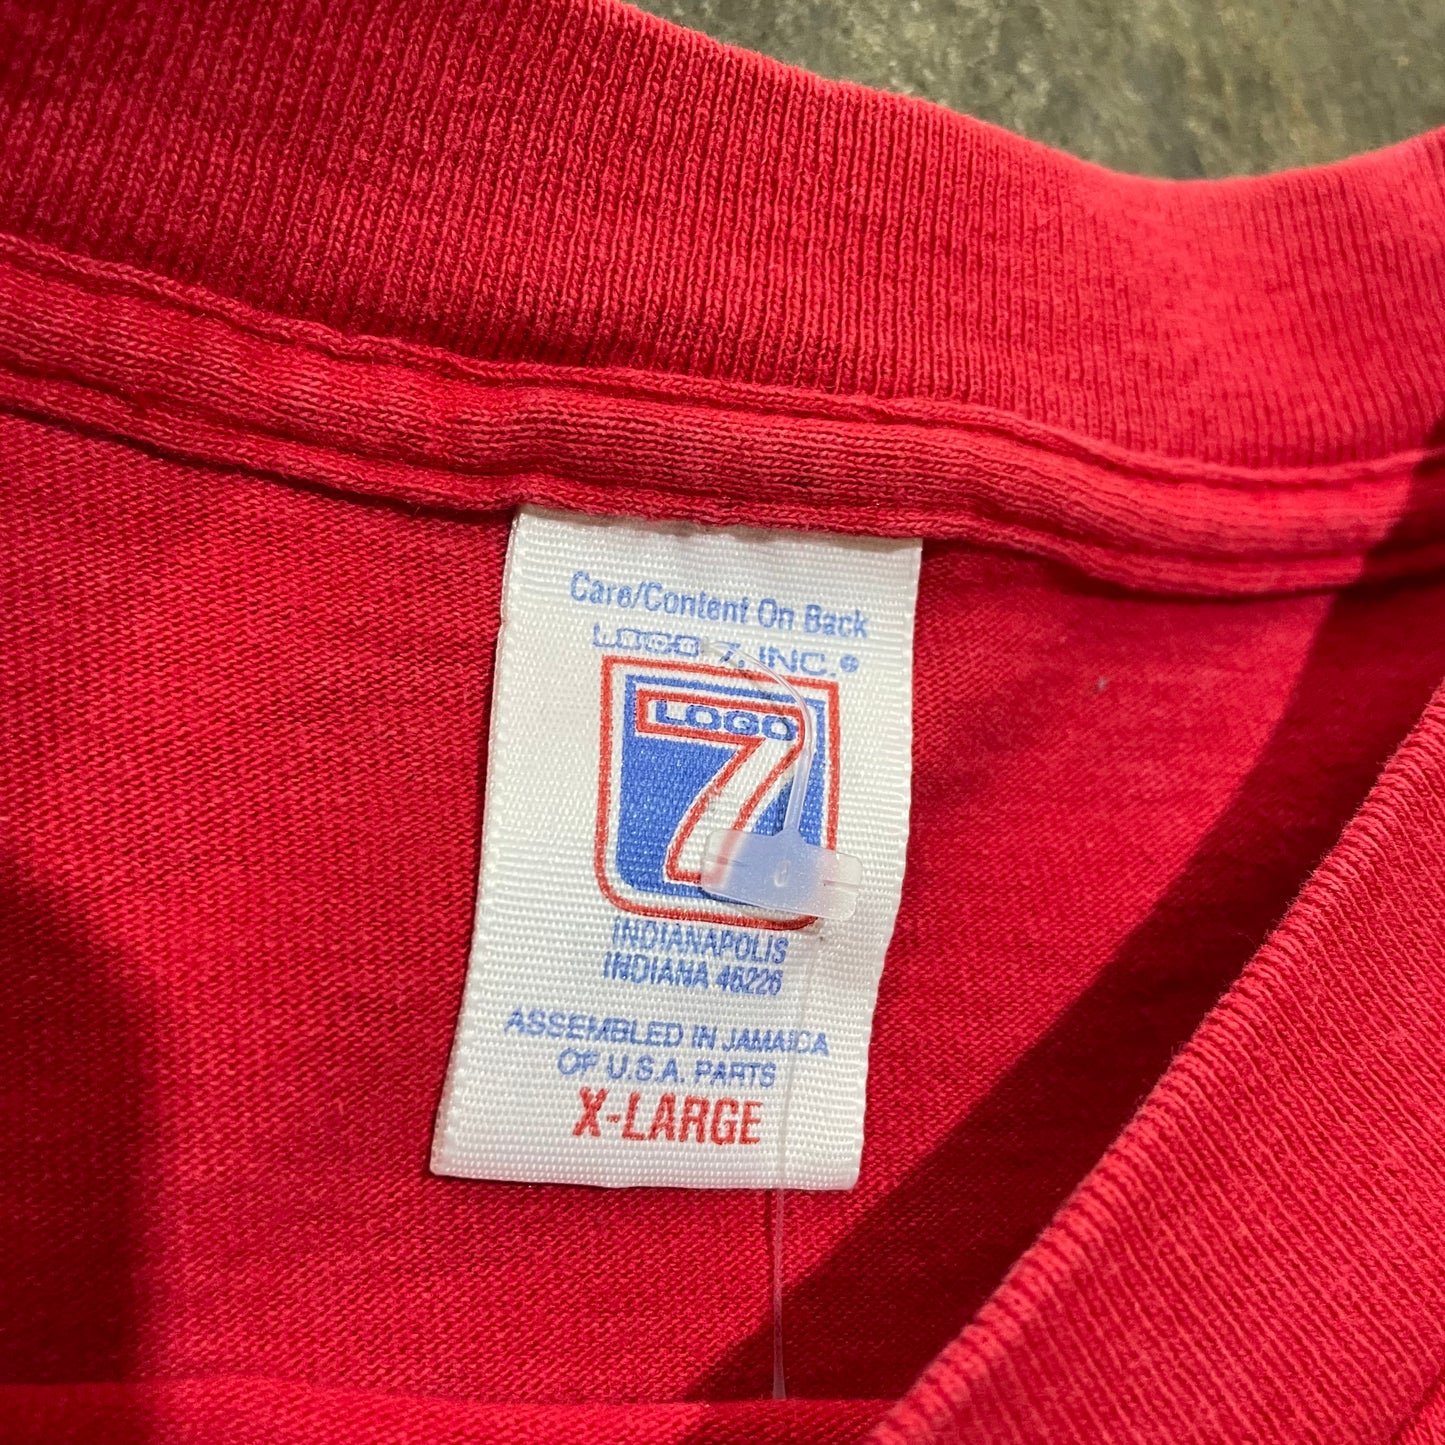 Care/Content On Back
LOGO 7, INC.®
LOGO
7
INDIANAPOLIS
INDIANA 46226
ASSEMBLED IN JAMAICA
OF U.S.A. PARTS
X-LARGE